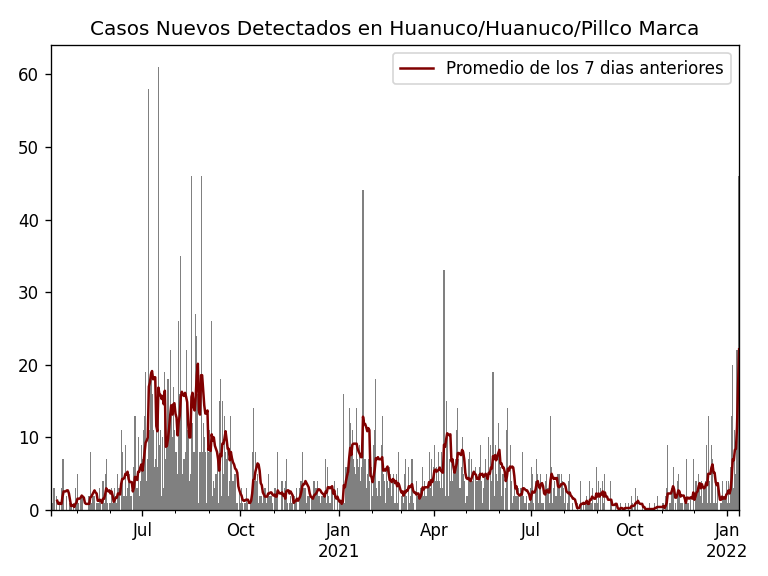 Casos Nuevos Detectados en Huanuco/Huanuco/Pillco Marca
Promedio de los 7 dias anteriores
60
50
40
30
20
10
0
Jul Oct Jan Apr Jul Oct Jan
2021 2022